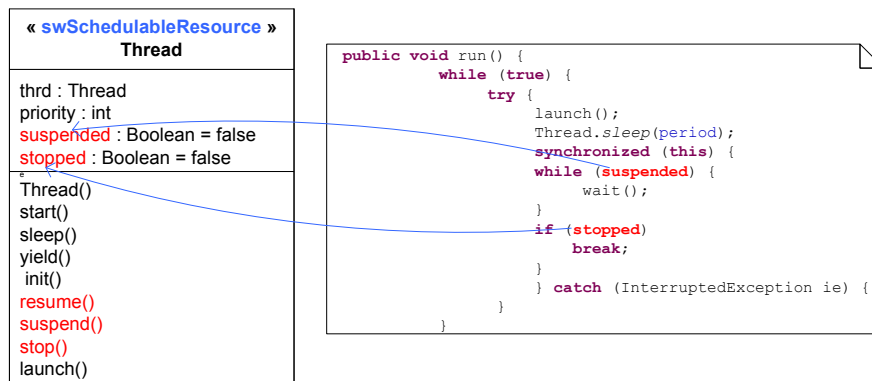 « swSchedulableResource »
Thread
thrd : Thread
priority : int
suspended : Boolean = false
stopped : Boolean = false
e
Thread()
start()
sleep()
yield()
init()
resume()
suspend()
stop()
launch()
public void run() {
while (true) {
try {
launch();
Thread.sleep(period);
synchronized (this) {
while (suspended) {
wait();
}
if (stopped)
break;
}
} catch (InterruptedException ie) {
}
}